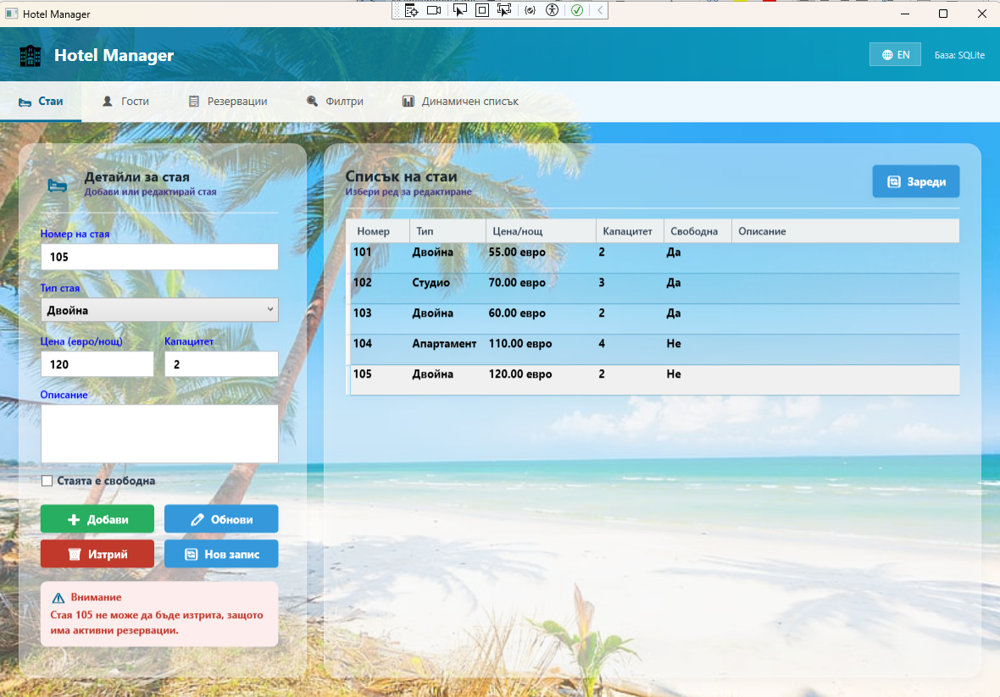 Hotel Manager
Hotel Manager
EN
База: SQLite
Стаи
Гости
Резервации
Филтри
Динамичен списък
Детайли за стая
Добави или редактирай стая
Номер на стая
105
Тип стая
Двойна
Цена (евро/нощ) Капацитет
120 2
Описание
Стаята е свободна
Добави Обнови
Изтрий Нов запис
Внимание
Стая 105 не може да бъде изтрита, защото
има активни резервации.
Списък на стаи
Избери ред за редактиране
Зареди
Номер Тип Цена/нощ Капацитет Свободна Описание
101 Двойна 55.00 евро 2 Да
102 Студио 70.00 евро 3 Да
103 Двойна 60.00 евро 2 Да
104 Апартамент 110.00 евро 4 Не
105 Двойна 120.00 евро 2 Не